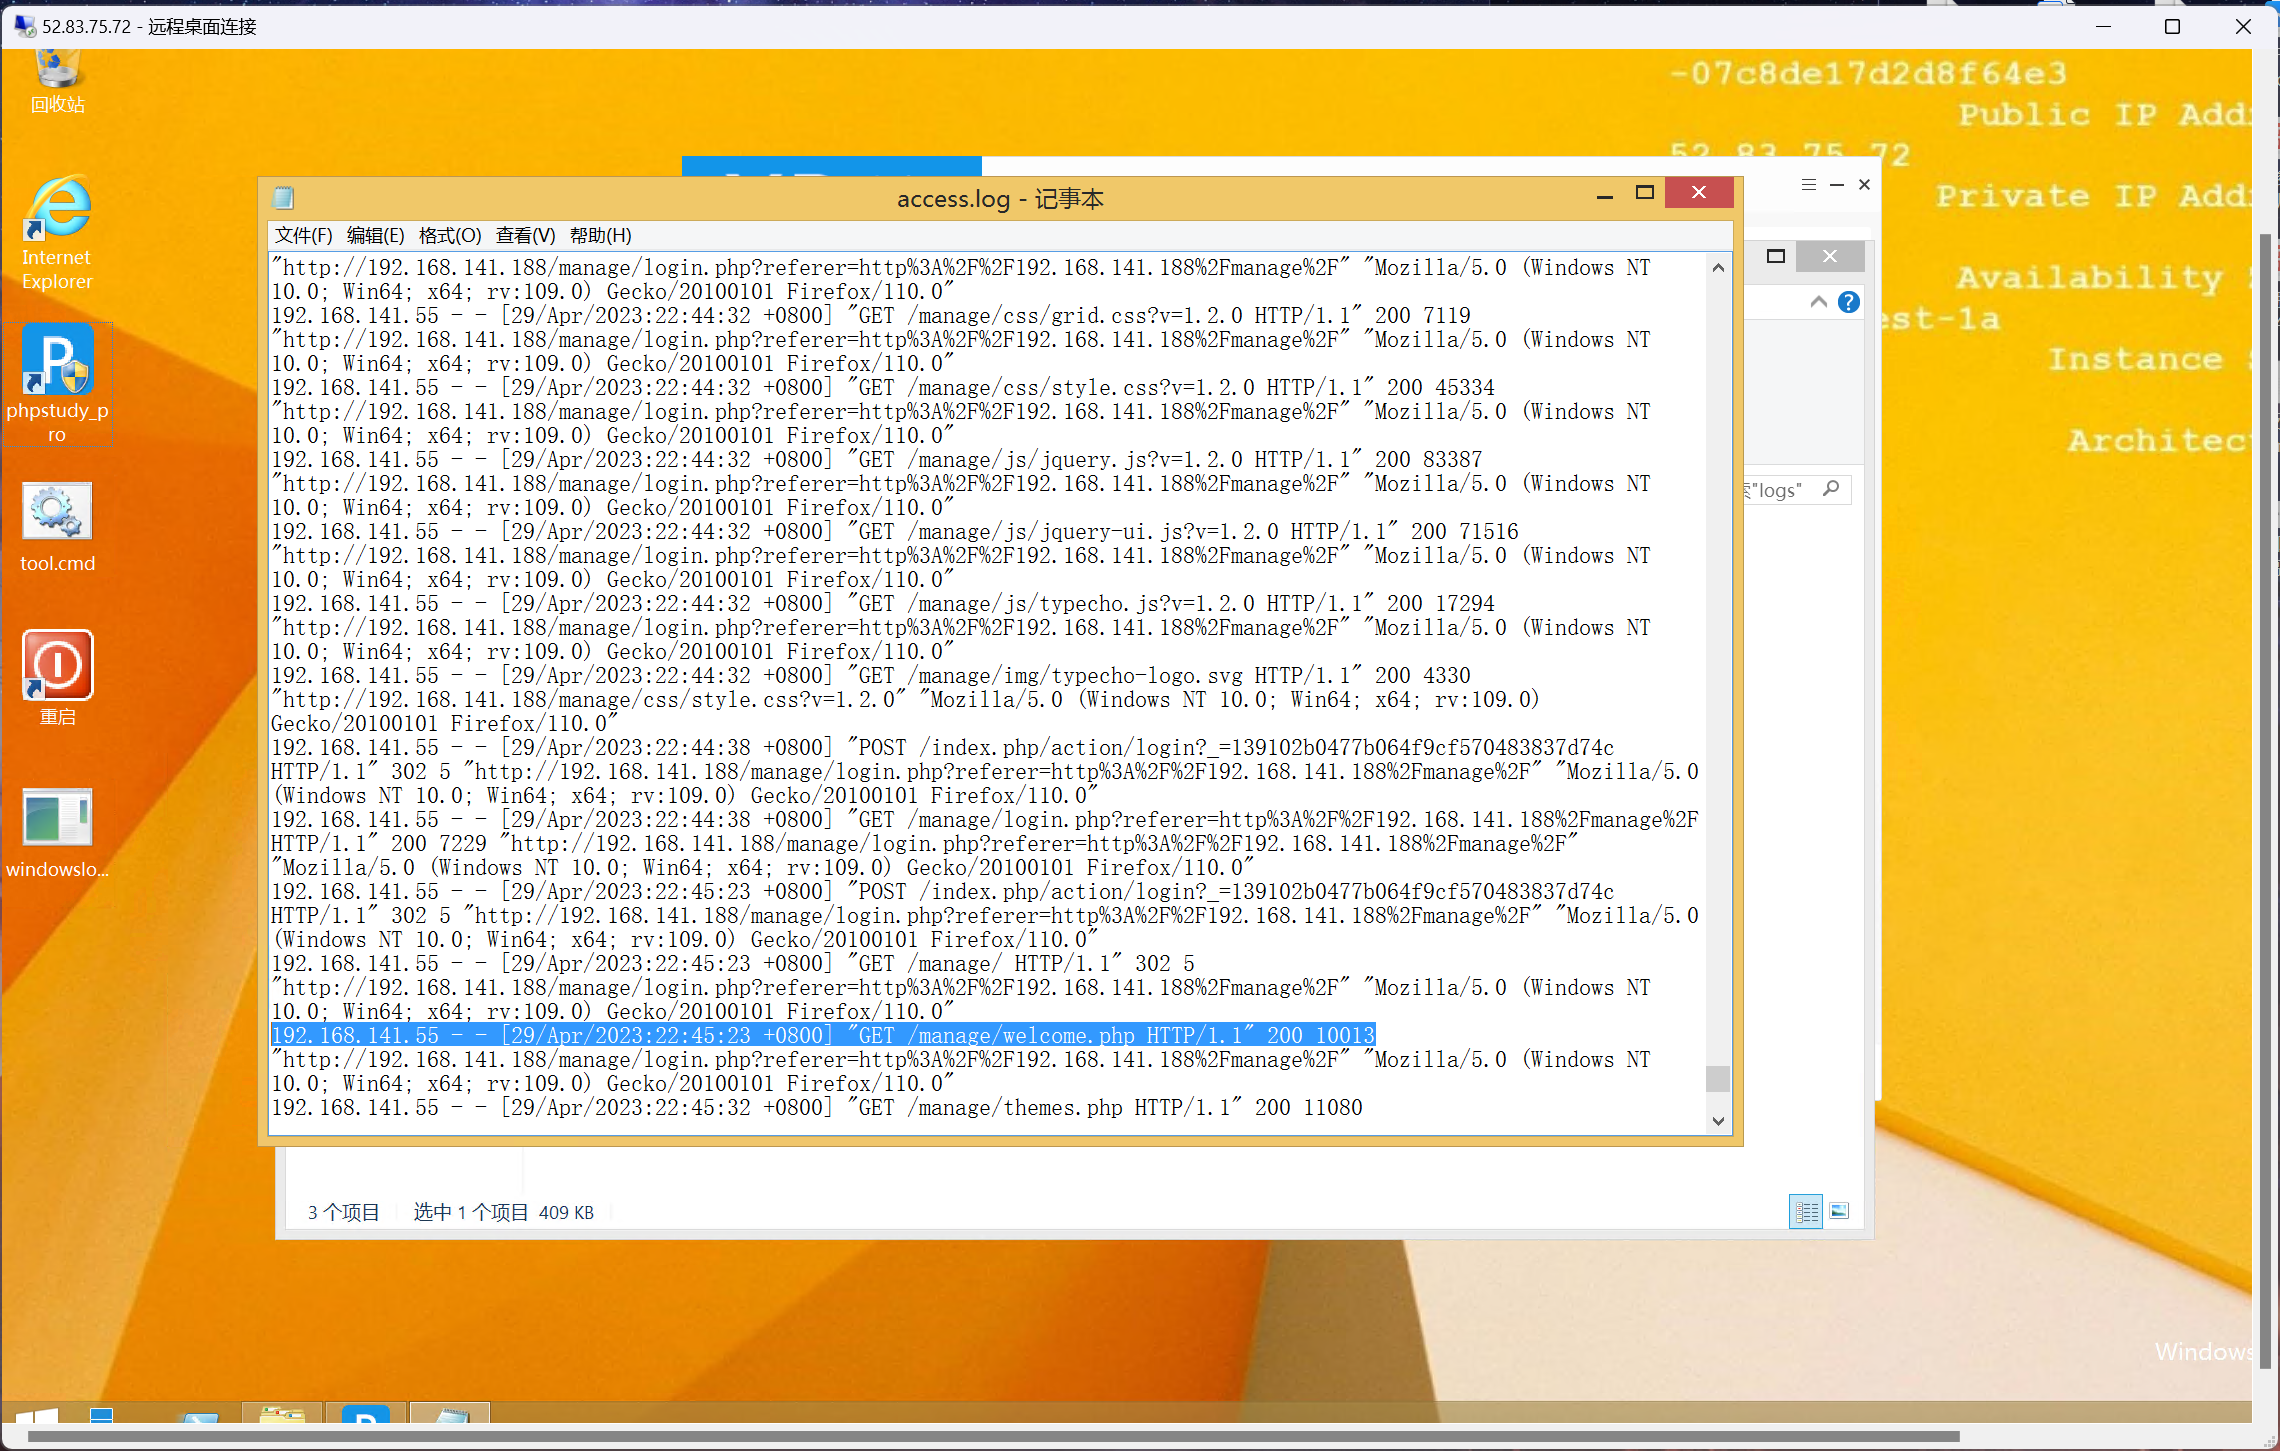 52.83.75.72 - 远程桌面连接
回收站
Internet
Explorer
phpstudy_p
ro
tool.cmd
重启
windowslo...
-07c8de17d2d8f64e3
Public IP Add
52.83.75.72
Private IP Add
Availability
est-1a
Instance
Architec
access.log - 记事本
文件(F) 编辑(E) 格式(O) 查看(V) 帮助(H)
"http://192.168.141.188/manage/login.php?referer=http%3A%2F%2F192.168.141.188%2Fmanage%2F" "Mozilla/5.0 (Windows NT
10.0; Win64; x64; rv:109.0) Gecko/20100101 Firefox/110.0"
192.168.141.55 - - [29/Apr/2023:22:44:32 +0800] "GET /manage/css/grid.css?v=1.2.0 HTTP/1.1" 200 7119
"http://192.168.141.188/manage/login.php?referer=http%3A%2F%2F192.168.141.188%2Fmanage%2F" "Mozilla/5.0 (Windows NT
10.0; Win64; x64; rv:109.0) Gecko/20100101 Firefox/110.0"
192.168.141.55 - - [29/Apr/2023:22:44:32 +0800] "GET /manage/css/style.css?v=1.2.0 HTTP/1.1" 200 45334
"http://192.168.141.188/manage/login.php?referer=http%3A%2F%2F192.168.141.188%2Fmanage%2F" "Mozilla/5.0 (Windows NT
10.0; Win64; x64; rv:109.0) Gecko/20100101 Firefox/110.0"
192.168.141.55 - - [29/Apr/2023:22:44:32 +0800] "GET /manage/js/jquery.js?v=1.2.0 HTTP/1.1" 200 83387
"http://192.168.141.188/manage/login.php?referer=http%3A%2F%2F192.168.141.188%2Fmanage%2F" "Mozilla/5.0 (Windows NT
10.0; Win64; x64; rv:109.0) Gecko/20100101 Firefox/110.0"
192.168.141.55 - - [29/Apr/2023:22:44:32 +0800] "GET /manage/js/jquery-ui.js?v=1.2.0 HTTP/1.1" 200 71516
"http://192.168.141.188/manage/login.php?referer=http%3A%2F%2F192.168.141.188%2Fmanage%2F" "Mozilla/5.0 (Windows NT
10.0; Win64; x64; rv:109.0) Gecko/20100101 Firefox/110.0"
192.168.141.55 - - [29/Apr/2023:22:44:32 +0800] "GET /manage/js/typecho.js?v=1.2.0 HTTP/1.1" 200 17294
"http://192.168.141.188/manage/login.php?referer=http%3A%2F%2F192.168.141.188%2Fmanage%2F" "Mozilla/5.0 (Windows NT
10.0; Win64; x64; rv:109.0) Gecko/20100101 Firefox/110.0"
192.168.141.55 - - [29/Apr/2023:22:44:32 +0800] "GET /manage/img/typecho-logo.svg HTTP/1.1" 200 4330
"http://192.168.141.188/manage/css/style.css?v=1.2.0" "Mozilla/5.0 (Windows NT 10.0; Win64; x64; rv:109.0)
Gecko/20100101 Firefox/110.0"
192.168.141.55 - - [29/Apr/2023:22:44:38 +0800] "POST /index.php/action/login?_=139102b0477b064f9cf570483837d74c
HTTP/1.1" 302 5 "http://192.168.141.188/manage/login.php?referer=http%3A%2F%2F192.168.141.188%2Fmanage%2F" "Mozilla/5.0
(Windows NT 10.0; Win64; x64; rv:109.0) Gecko/20100101 Firefox/110.0"
192.168.141.55 - - [29/Apr/2023:22:44:38 +0800] "GET /manage/login.php?referer=http%3A%2F%2F192.168.141.188%2Fmanage%2F
HTTP/1.1" 200 7229 "http://192.168.141.188/manage/login.php?referer=http%3A%2F%2F192.168.141.188%2Fmanage%2F"
"Mozilla/5.0 (Windows NT 10.0; Win64; x64; rv:109.0) Gecko/20100101 Firefox/110.0"
192.168.141.55 - - [29/Apr/2023:22:45:23 +0800] "POST /index.php/action/login?_=139102b0477b064f9cf570483837d74c
HTTP/1.1" 302 5 "http://192.168.141.188/manage/login.php?referer=http%3A%2F%2F192.168.141.188%2Fmanage%2F" "Mozilla/5.0
(Windows NT 10.0; Win64; x64; rv:109.0) Gecko/20100101 Firefox/110.0"
192.168.141.55 - - [29/Apr/2023:22:45:23 +0800] "GET /manage/ HTTP/1.1" 302 5
"http://192.168.141.188/manage/login.php?referer=http%3A%2F%2F192.168.141.188%2Fmanage%2F" "Mozilla/5.0 (Windows NT
10.0; Win64; x64; rv:109.0) Gecko/20100101 Firefox/110.0"
192.168.141.55 - - [29/Apr/2023:22:45:23 +0800] "GET /manage/welcome.php HTTP/1.1" 200 10013
"http://192.168.141.188/manage/login.php?referer=http%3A%2F%2F192.168.141.188%2Fmanage%2F" "Mozilla/5.0 (Windows NT
10.0; Win64; x64; rv:109.0) Gecko/20100101 Firefox/110.0"
192.168.141.55 - - [29/Apr/2023:22:45:32 +0800] "GET /manage/themes.php HTTP/1.1" 200 11080
"logs"
3 个项目 选中 1 个项目 409 KB
Windows